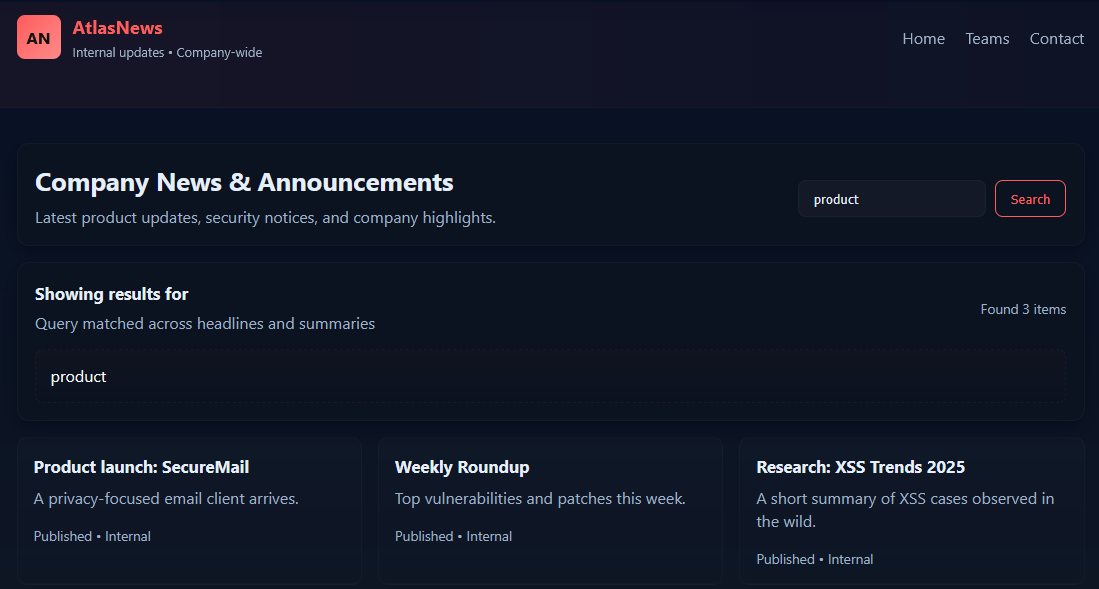 AN
AtlasNews
Internal updates • Company-wide
Home Teams Contact
Company News & Announcements
Latest product updates, security notices, and company highlights.
product
Search
Showing results for
Query matched across headlines and summaries
Found 3 items
product
Product launch: SecureMail
A privacy-focused email client arrives.
Published • Internal
Weekly Roundup
Top vulnerabilities and patches this week.
Published • Internal
Research: XSS Trends 2025
A short summary of XSS cases observed in
the wild.
Published • Internal